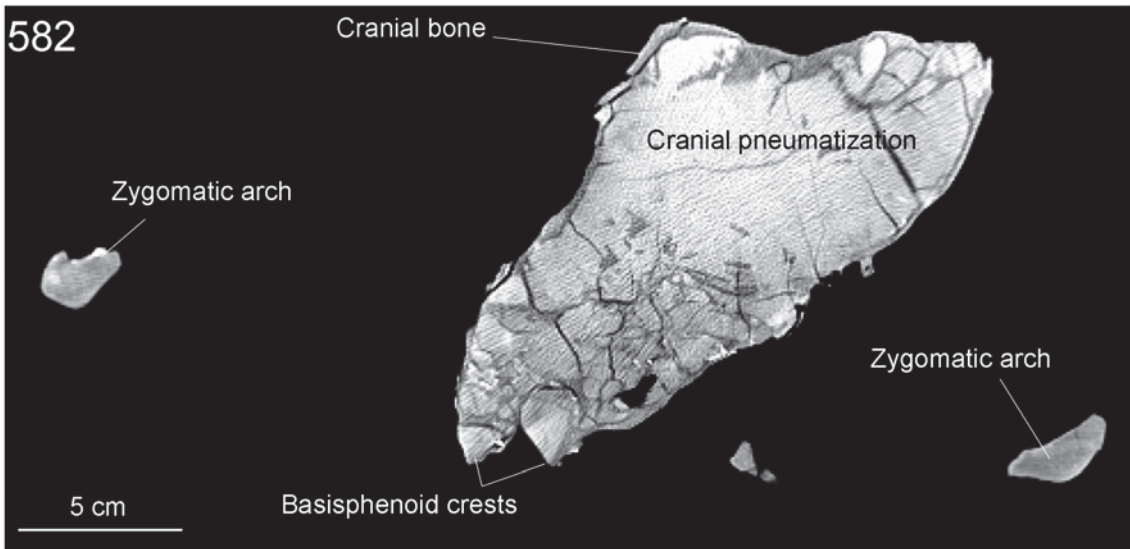 582
Cranial bone
Cranial pneumatization
Zygomatic arch
Zygomatic arch
Basisphenoid crests
5 cm